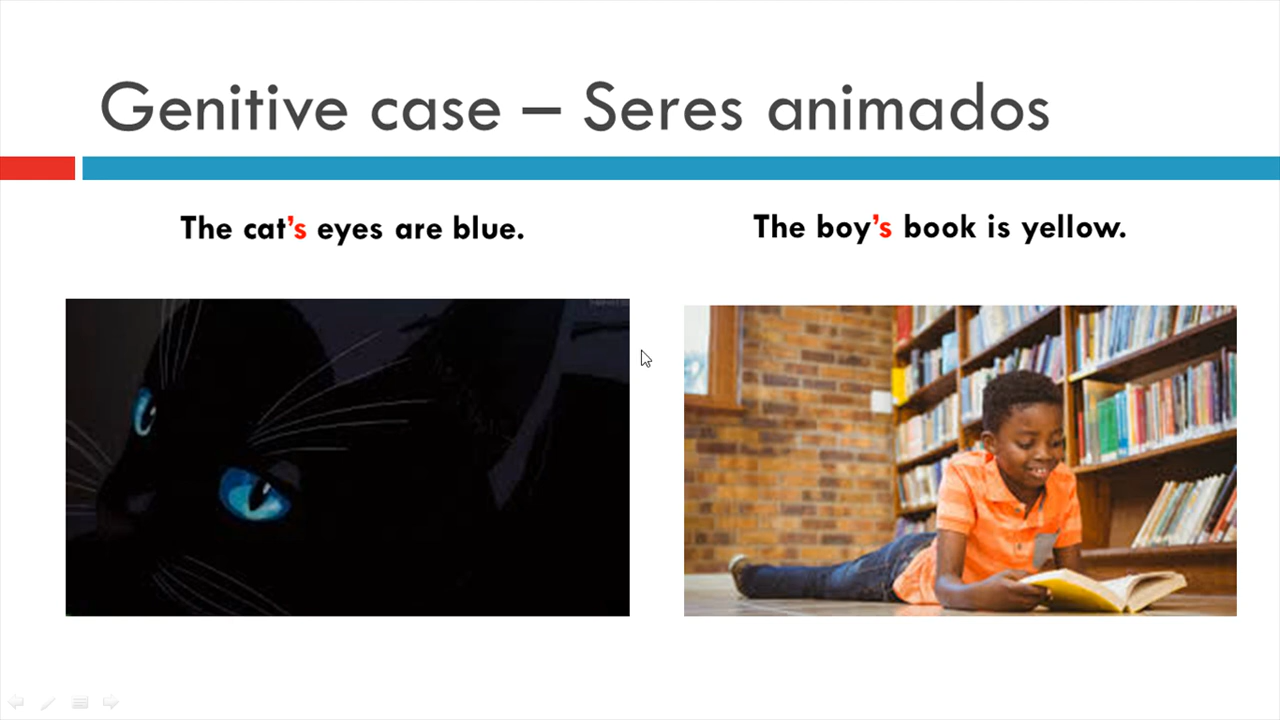 Genitive case – Seres animados
The cat’s eyes are blue.
The boy’s book is yellow.